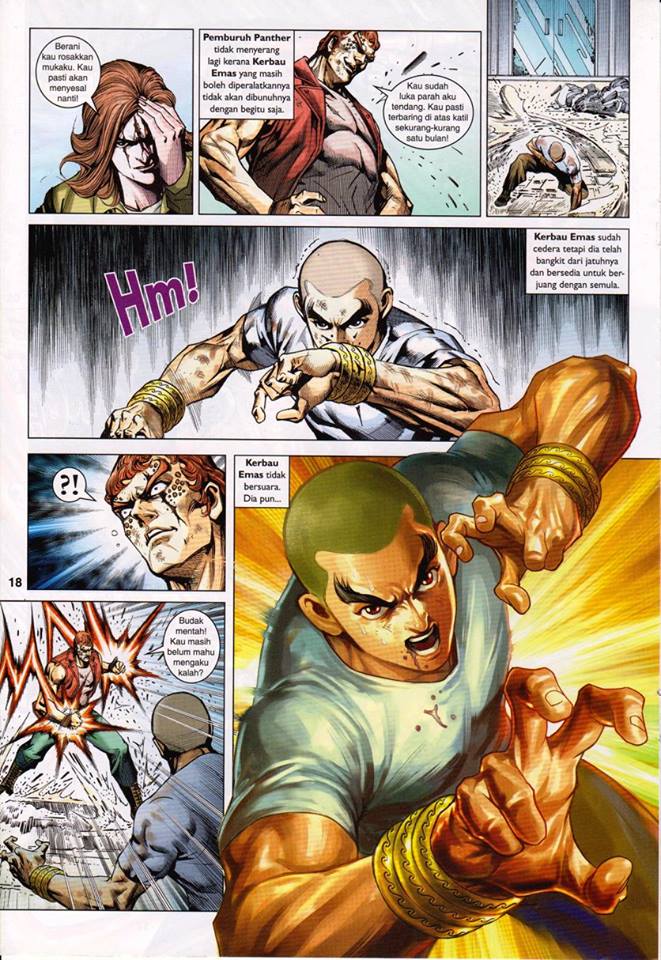 Berani
kau rosakkan
mukaku. Kau
pasti akan
menyesal
nanti!
Pemburuh Panther
tidak menyerang
lagi kerana Kerbau
Emas yang masih
boleh diperalatkannya
tidak akan dibunuhnya
dengan begitu saja.
Kau sudah
luka parah aku
tendang. Kau pasti
terbaring di atas katil
sekurang-kurang
satu bulan!
Kerbau Emas sudah
cedera tetapi dia telah
bangkit dari jatuhnya
dan bersedia untuk ber-
juang dengan semula.
Hm!
?!
Kerbau
Emas tidak
bersuara.
Dia pun...
18
Budak
mentah!
Kau masih
belum mahu
mengaku
kalah?